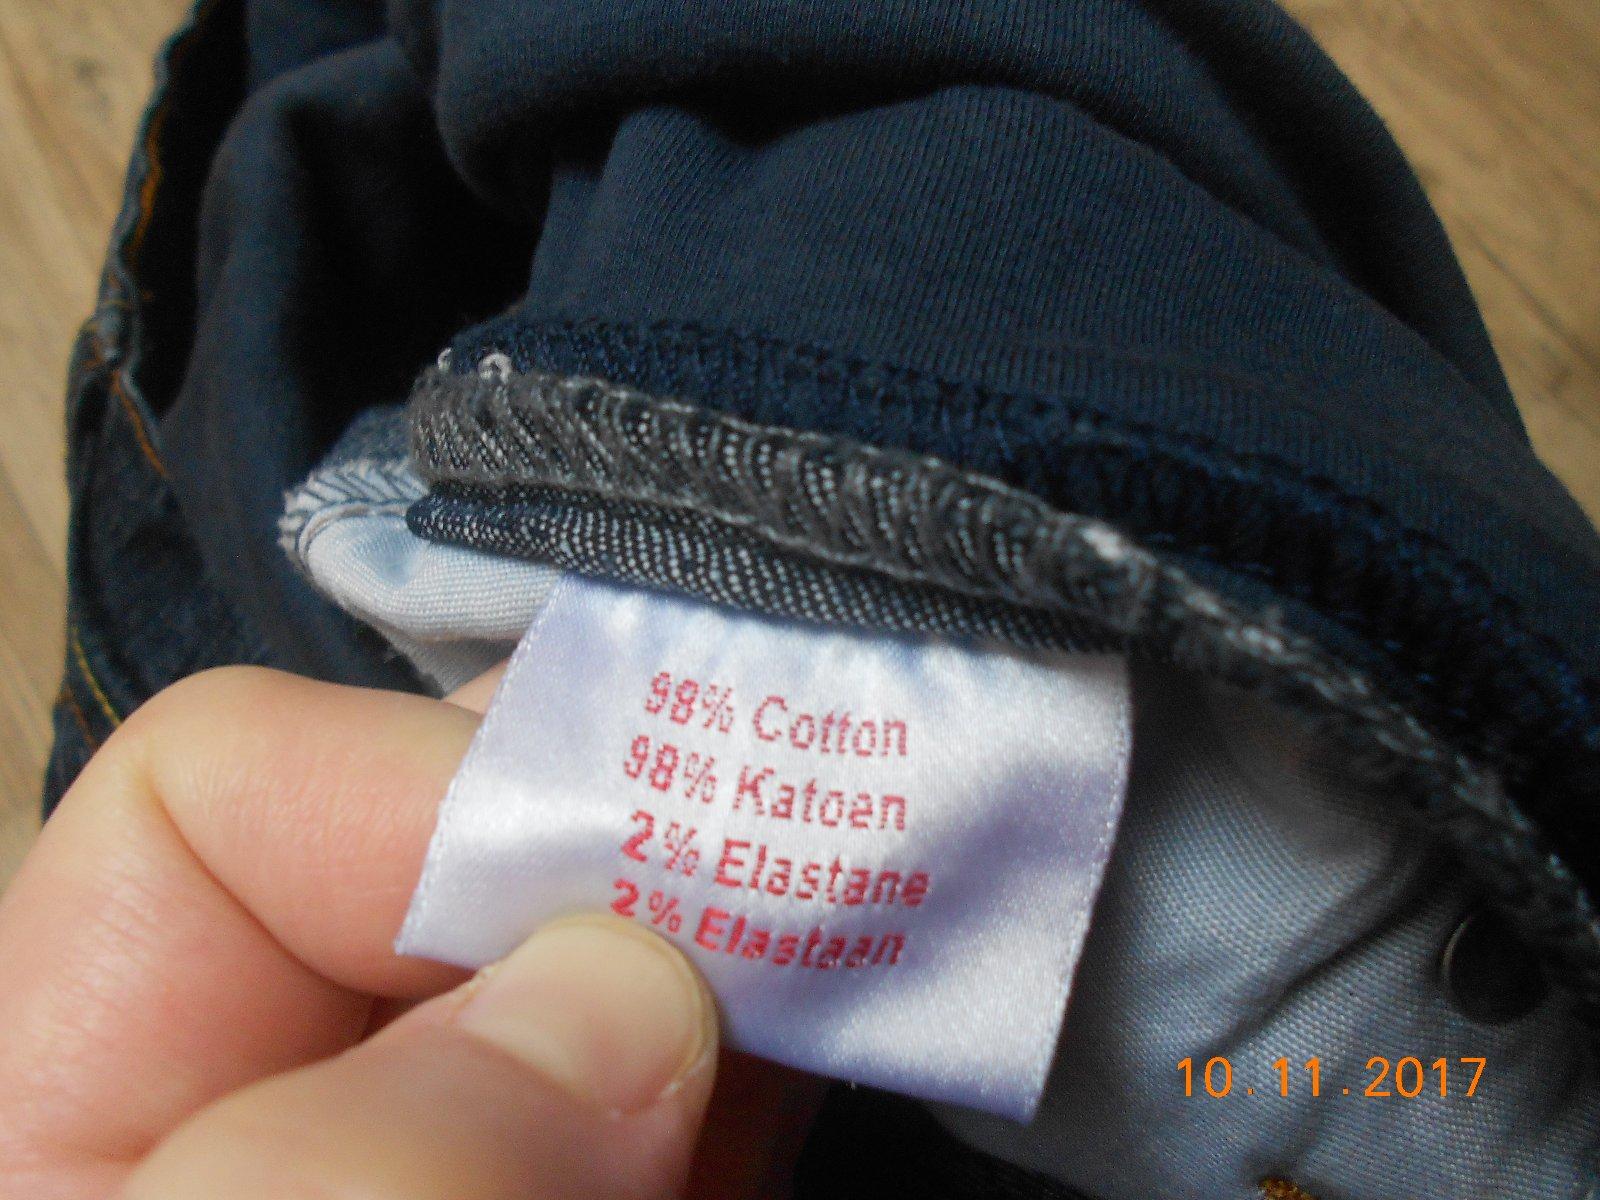 98% Cotton
98% Katoen
2% Elastane
2% Elastaan
10.11.2017